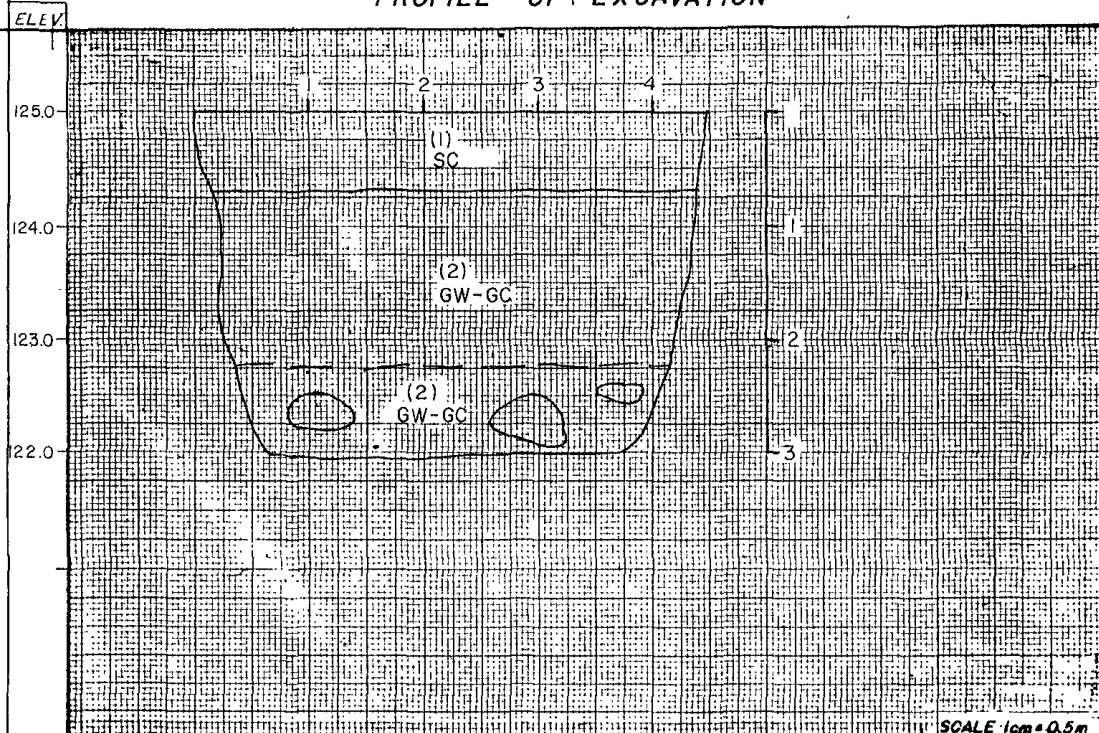 PROFILE OF EXCAVATION
ELEV.
1 2 3 4
125.0
(1)
SC
124.0 1
(2)
GW-GC
123.0 2
(2)
GW-GC
122.0 3
SCALE 1cm = 0.5m